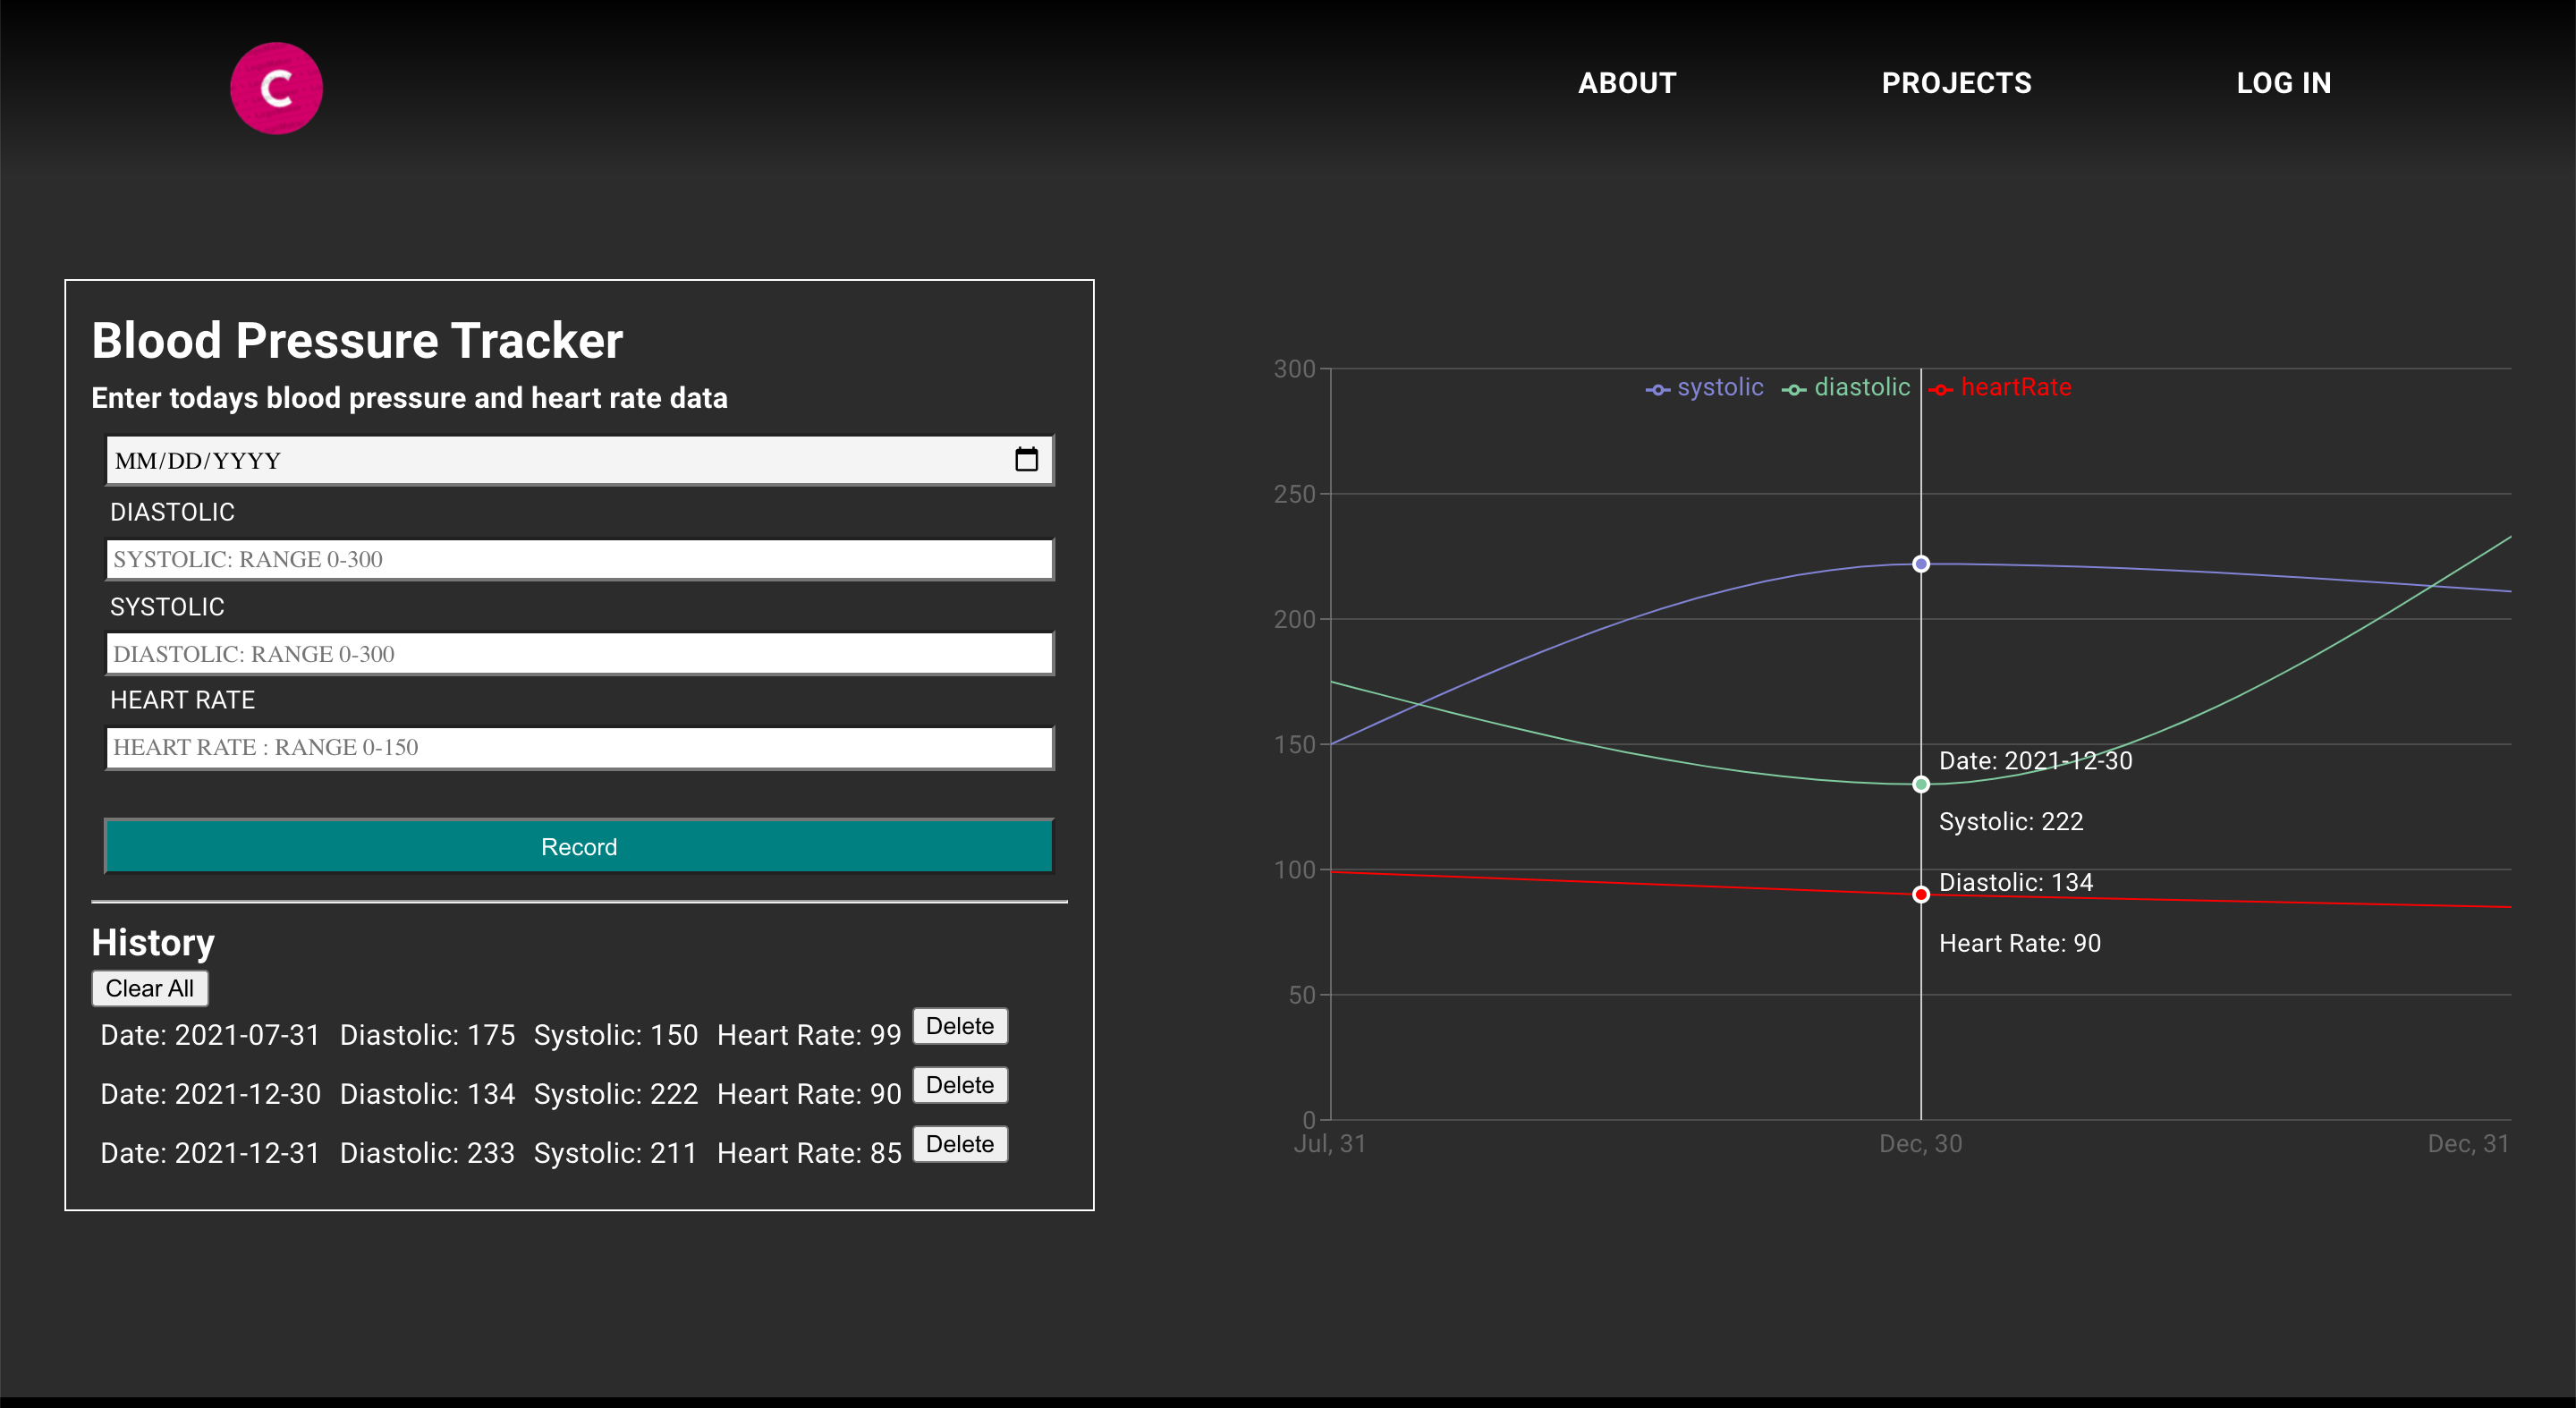 C
ABOUT PROJECTS LOG IN
Blood Pressure Tracker
Enter todays blood pressure and heart rate data
MM/DD/YYYY
DIASTOLIC
SYSTOLIC: RANGE 0-300
SYSTOLIC
DIASTOLIC: RANGE 0-300
HEART RATE
HEART RATE : RANGE 0-150
Record
History
Clear All
Date: 2021-07-31 Diastolic: 175 Systolic: 150 Heart Rate: 99 Delete
Date: 2021-12-30 Diastolic: 134 Systolic: 222 Heart Rate: 90 Delete
Date: 2021-12-31 Diastolic: 233 Systolic: 211 Heart Rate: 85 Delete
300
systolic diastolic heartRate
250
200
150
Date: 2021-12-30
Systolic: 222
100
Diastolic: 134
Heart Rate: 90
50
0
Jul, 31 Dec, 30 Dec, 31